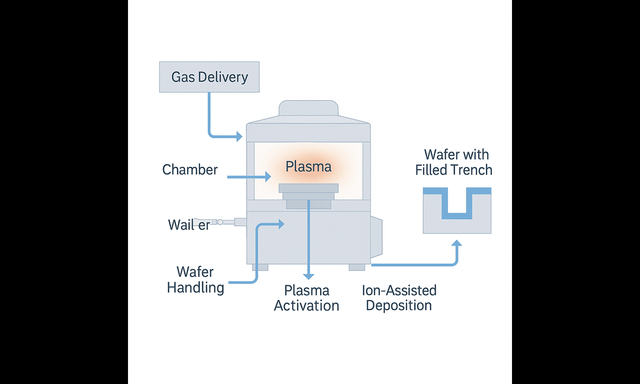 Gas Delivery
Plasma
Chamber
Wafer with
Filled Trench
Wail er
Wafer
Handling
Plasma
Activation
Ion-Assisted
Deposition